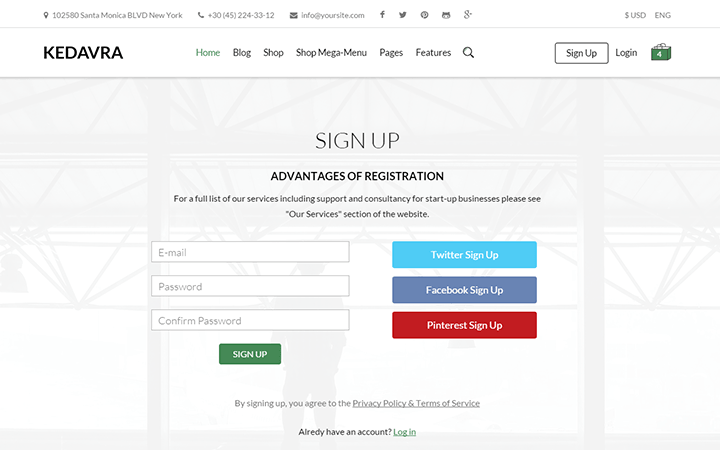 102580 Santa Monica BLVD New York +30 (45) 224-33-12 info@yoursite.com $ USD ENG
KEDAVRA Home Blog Shop Shop Mega-Menu Pages Features Sign Up Login 4
SIGN UP
ADVANTAGES OF REGISTRATION
For a full list of our services including support and consultancy for start-up businesses please see
"Our Services" section of the website.
E-mail
Password
Confirm Password
SIGN UP
Twitter Sign Up
Facebook Sign Up
Pinterest Sign Up
By signing up, you agree to the Privacy Policy & Terms of Service
Alredy have an account? Log in